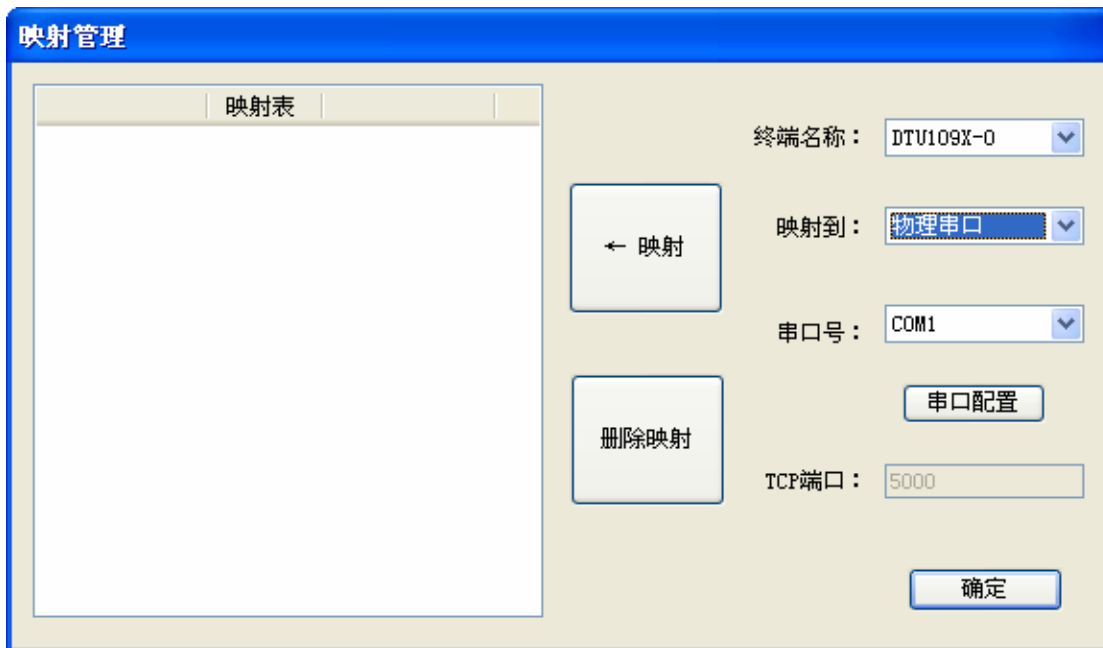 映射管理
映射表
终端名称：
DTU109X-0
← 映射
映射到：
物理串口
串口号：
COM1
串口配置
删除映射
TCP端口：
5000
确定